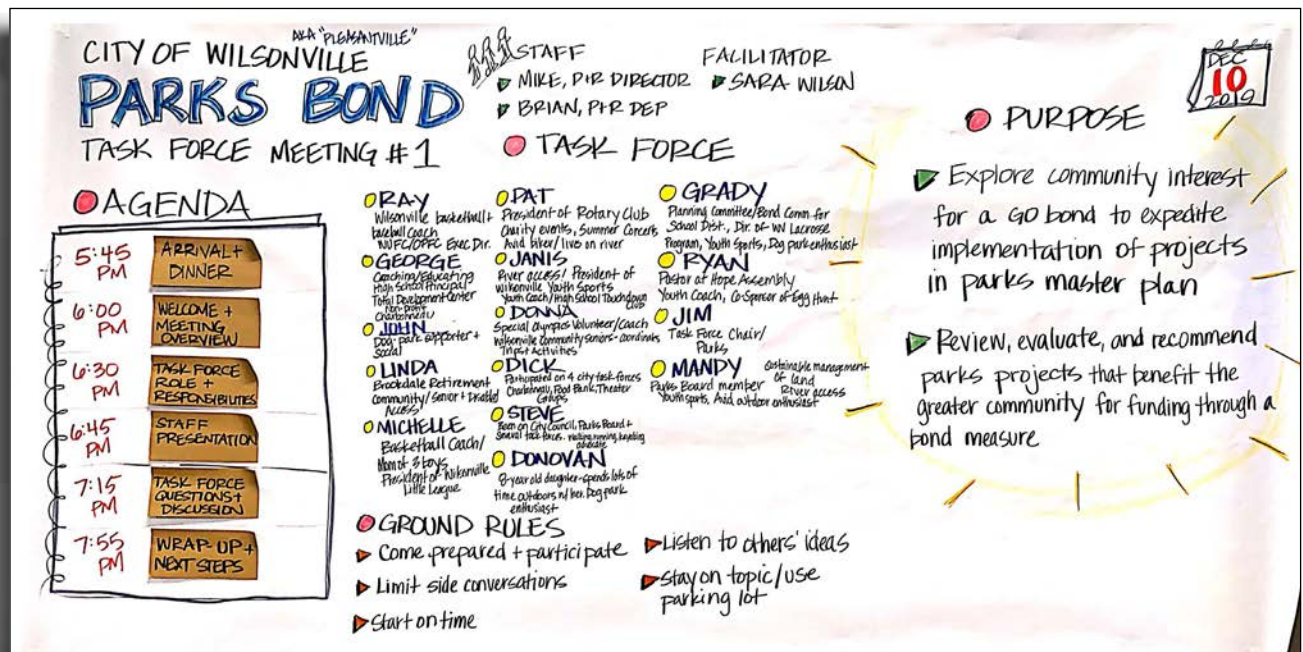 AKA "PLEASANTVILLE"
CITY OF WILSONVILLE
PARKS BOND
TASK FORCE MEETING #1
STAFF
MIKE, P+R DIRECTOR
BRIAN, P+R DEP
FACILITATOR
SARA WILSON
DEC
10
2019
AGENDA
5:45 PM
ARRIVAL +
DINNER
6:00 PM
WELCOME +
MEETING
OVERVIEW
6:30 PM
TASK FORCE
ROLE +
RESPONSIBILITIES
6:45 PM
STAFF
PRESENTATION
7:15 PM
TASK FORCE
QUESTIONS +
DISCUSSION
7:55 PM
WRAP-UP +
NEXT STEPS
TASK FORCE
RAY
Wilsonville basketball +
baseball Coach
Exec Dir.
GEORGE
Coaching/Educating
High School Principal
Total Development Center
Non-profit
Charbonneau
JOHN
Dog-park supporter +
Social
LINDA
Brookdale Retirement
Community/Senior + Disabled
Access
MICHELLE
Basketball Coach/
Mom of 3 boys
President of Wilsonville
Little League
PAT
President of Rotary Club
Charity events, Summer Concerts
Avid biker/live on river
JANIS
River access/President of
Wilsonville Youth Sports
Youth Coach/High School Touchdown
Club
DONNA
Special Olympics Volunteer/Coach
Wilsonville Community Seniors-coordinates
Trips + Activities
DICK
Participated on 4 city task forces
Charbonneau, Food Bank, Theater
Groups
STEVE
Been on City Council, Parks Board +
Several task forces. Walking, running, kayaking
advocate
DONOVAN
8-year old daughter-spends lots of
time outdoors w/ her. Dog park
enthusiast
GRADY
Planning Committee/Bond Comm for
School Dist., Dir. of WV Lacrosse
Program, Youth Sports, Dog park enthusiast
RYAN
Pastor at Hope Assembly
Youth Coach, Co-Sponsor of Egg Hunt
JIM
Task Force Chair/
Parks
MANDY
Parks Board member
Youth sports, Avid outdoor enthusiast
Sustainable management
of land
River access
GROUND RULES
Come prepared + participate
Limit side conversations
Start on time
Listen to others' ideas
Stay on topic/use
parking lot
PURPOSE
Explore community interest
for a GO bond to expedite
implementation of projects
in parks master plan
Review, evaluate, and recommend
parks projects that benefit the
greater community for funding through a
bond measure